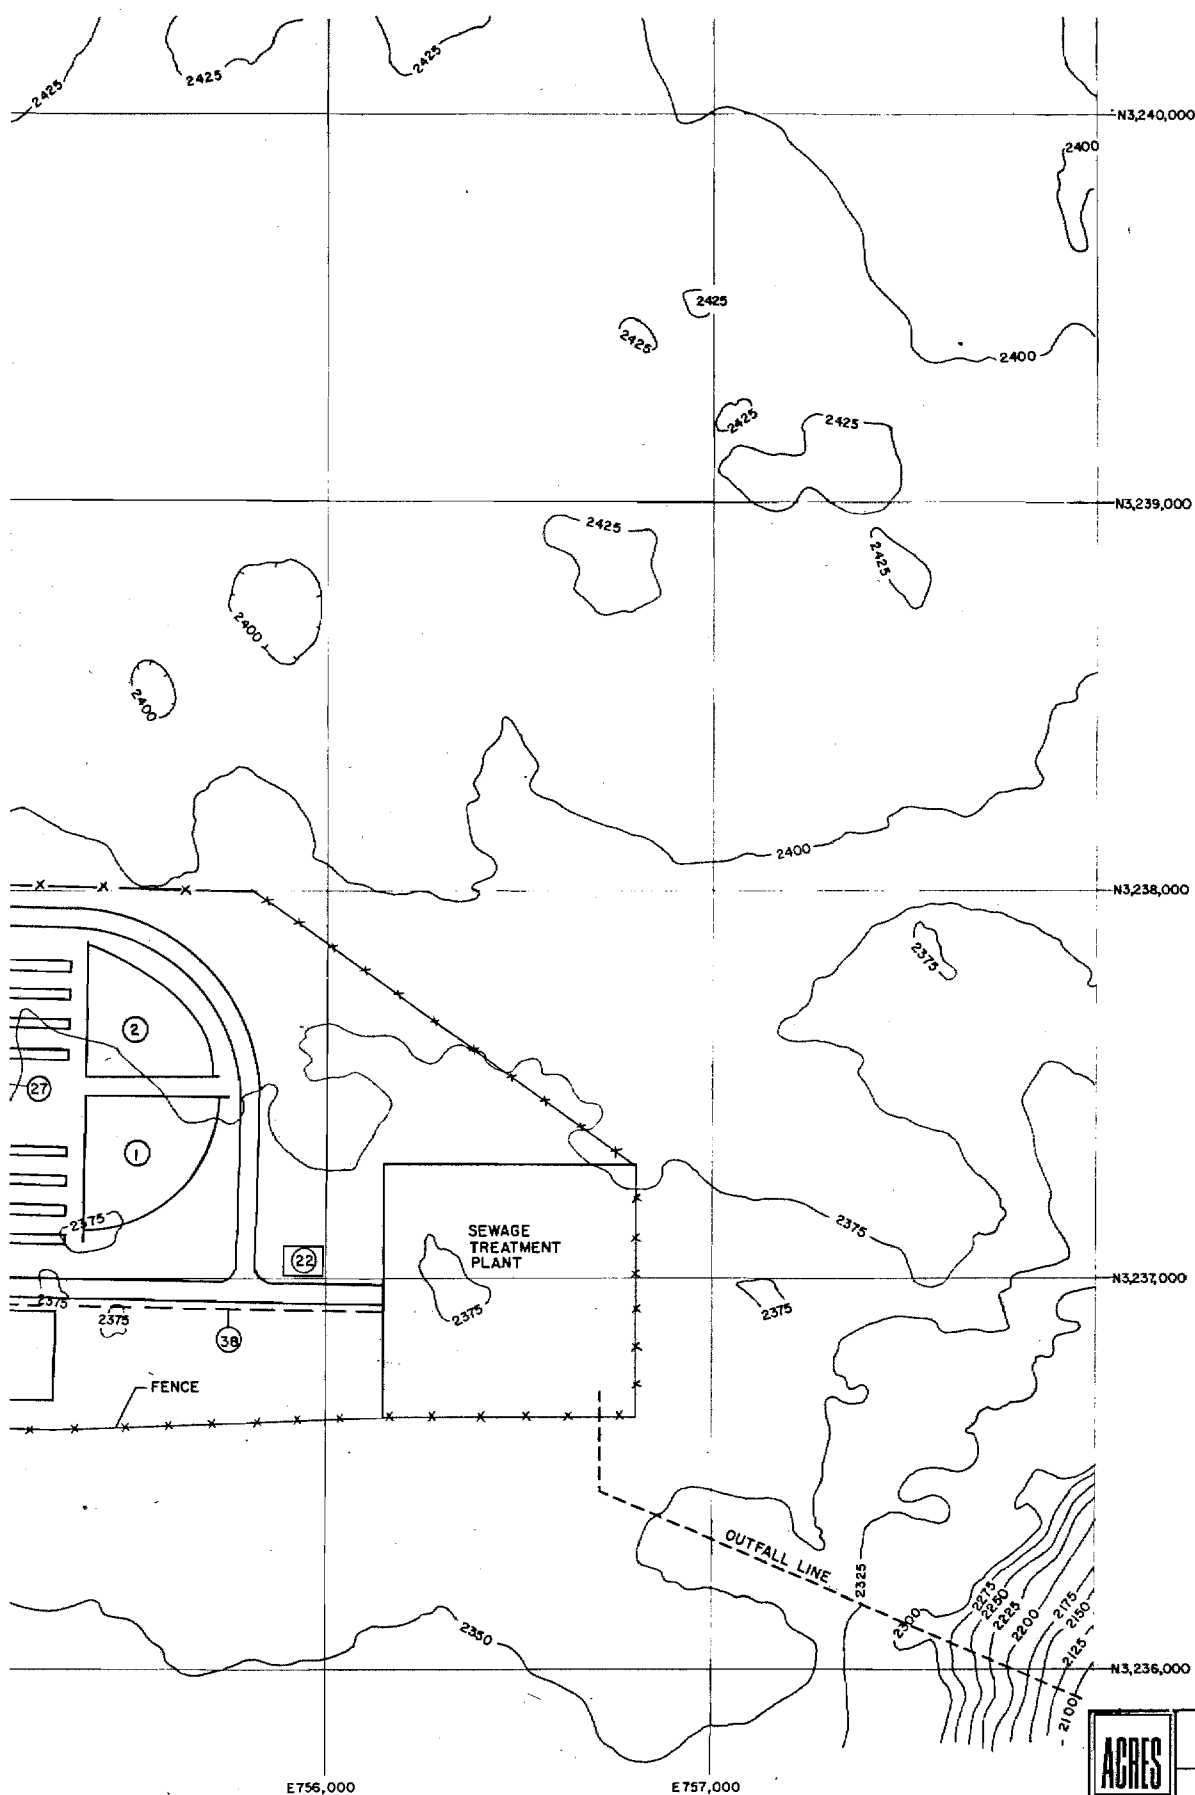 2425
2425
2425
N3,240,000
2400
2425
2425
2400
2425
2425
N3,239,000
2425
2425
2400
2400
2400
N3,238,000
2375
2
27
1
2375
2375
SEWAGE
TREATMENT
PLANT
22
N3,237,000
2375
2375
2375
2375
38
FENCE
OUTFALL LINE
2325
2300
2275
2250
2225
2200
2175
2150
2125
2100
2350
N3,236,000
ACRES
E756,000
E757,000